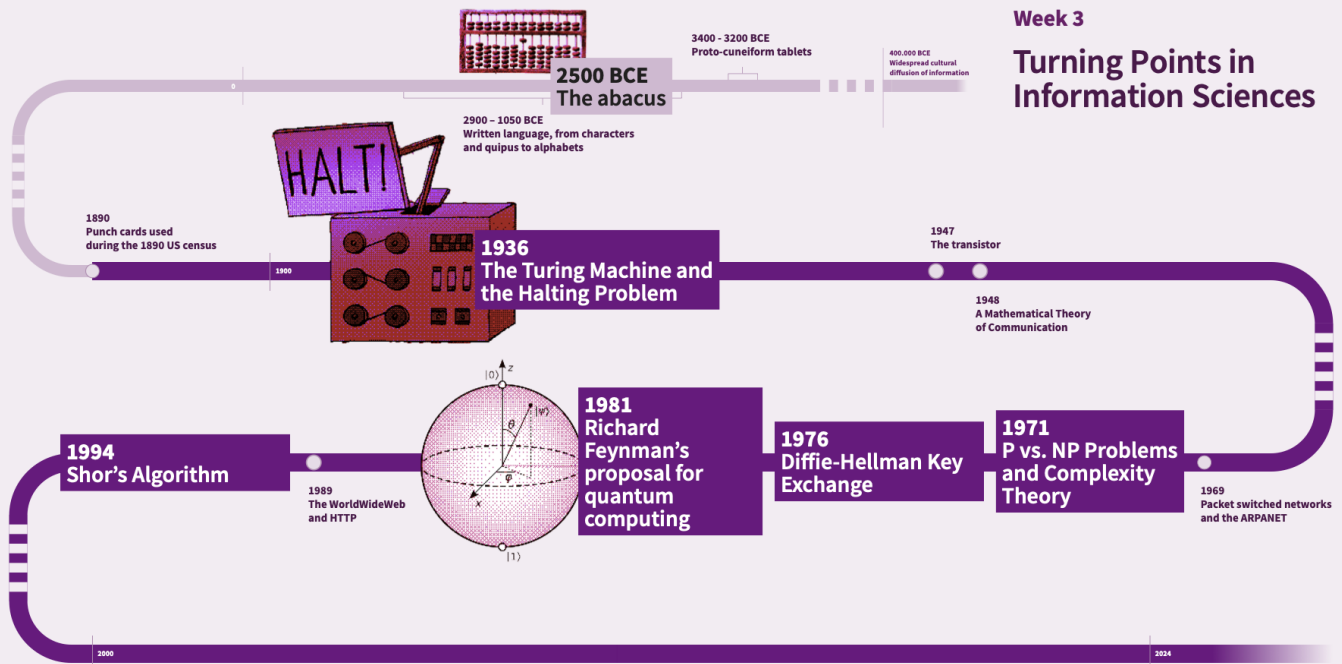 Week 3
Turning Points in
Information Sciences
400.000 BCE
Widespread cultural
diffusion of information
3400 - 3200 BCE
Proto-cuneiform tablets
2500 BCE
The abacus
2900 – 1050 BCE
Written language, from characters
and quipus to alphabets
0
HALT!
1890
Punch cards used
during the 1890 US census
1900
1936
The Turing Machine and
the Halting Problem
1947
The transistor
1948
A Mathematical Theory
of Communication
1969
Packet switched networks
and the ARPANET
1971
P vs. NP Problems
and Complexity
Theory
1976
Diffie-Hellman Key
Exchange
1981
Richard
Feynman’s
proposal for
quantum
computing
|0⟩
z
|ψ⟩
θ
φ
x
|1⟩
1989
The WorldWideWeb
and HTTP
1994
Shor’s Algorithm
2000
2024